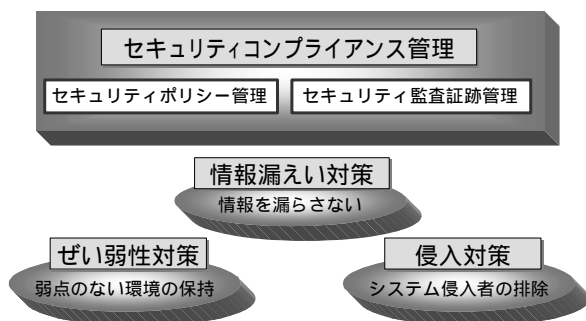 セキュリティコンプライアンス管理
セキュリティポリシー管理
セキュリティ監査証跡管理
情報漏えい対策
情報を漏らさない
ぜい弱性対策
弱点のない環境の保持
侵入対策
システム侵入者の排除